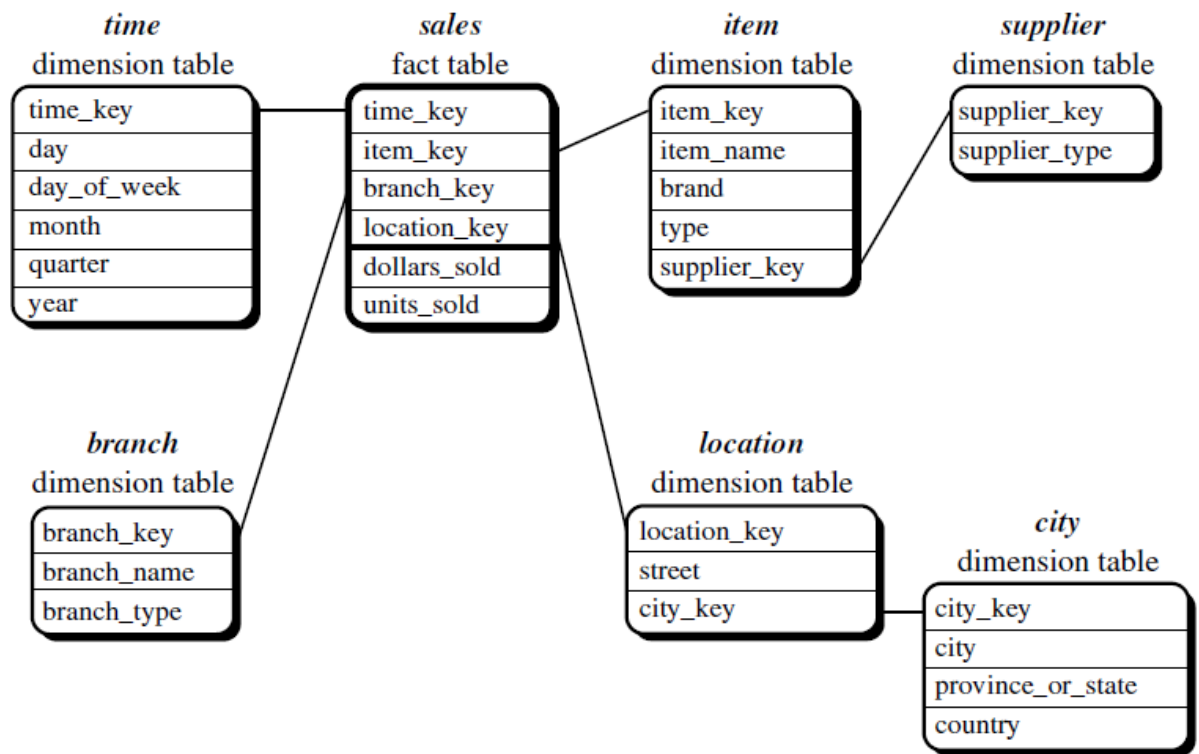 time
dimension table
time_key
day
day_of_week
month
quarter
year
sales
fact table
time_key
item_key
branch_key
location_key
dollars_sold
units_sold
item
dimension table
item_key
item_name
brand
type
supplier_key
supplier
dimension table
supplier_key
supplier_type
branch
dimension table
branch_key
branch_name
branch_type
location
dimension table
location_key
street
city_key
city
dimension table
city_key
city
province_or_state
country